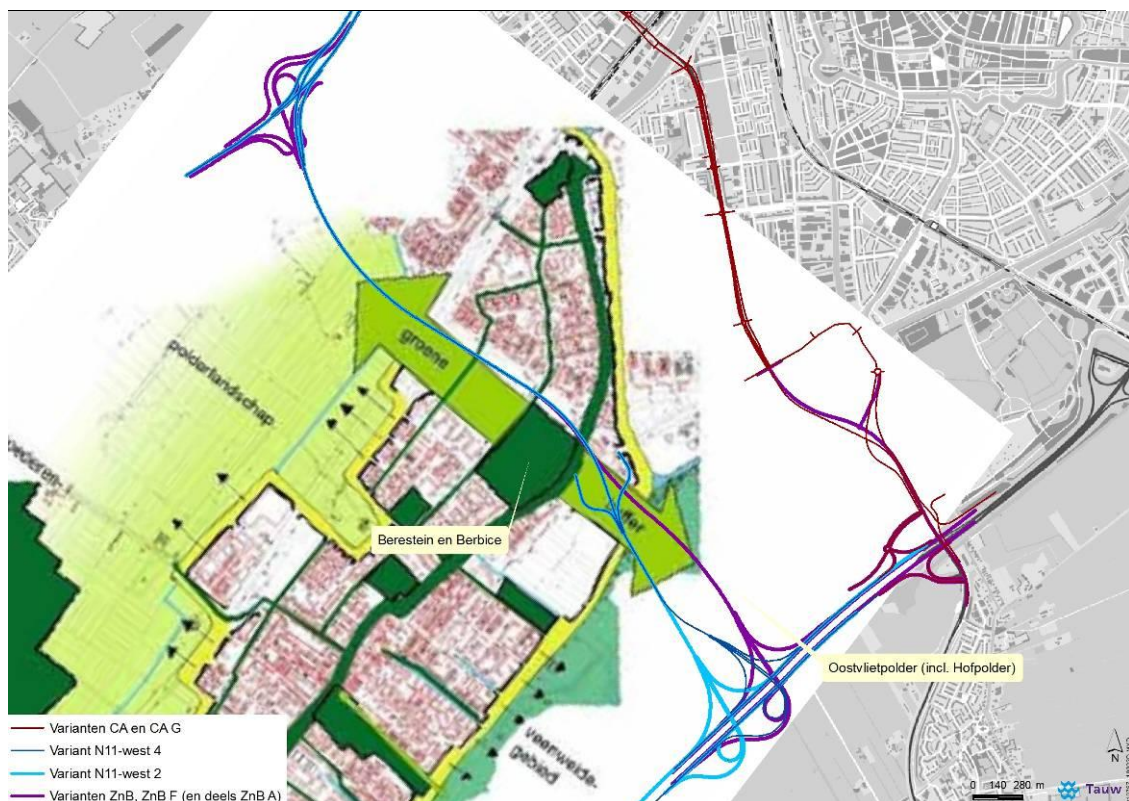 groene
polderlandschap
buffer
Berestein en Berbice
Oostvlietpolder (incl. Hofpolder)
veenweide-
gebied
Varianten CA en CA G
Variant N11-west 4
Variant N11-west 2
Varianten ZnB, ZnB F (en deels ZnB A)
N
0 140 280 m
Tauw